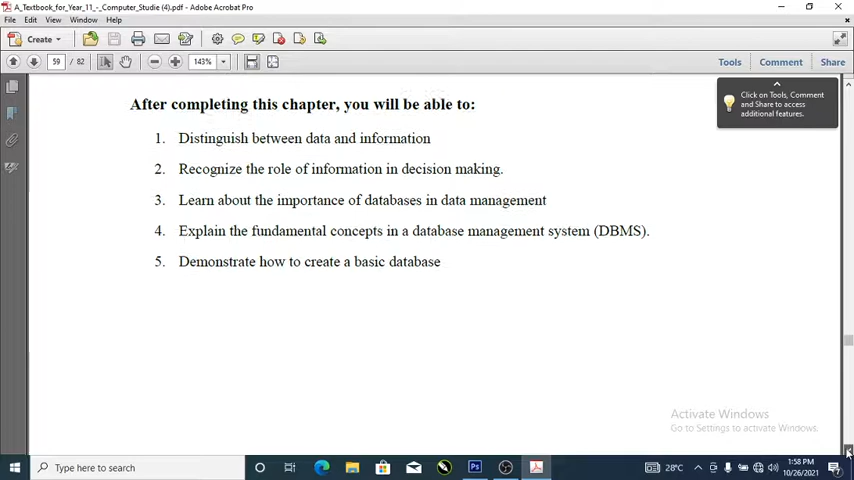 A_Textbook_for_Year_11_-_Computer_Studie (4).pdf - Adobe Acrobat Pro
File Edit View Window Help
Create
59 / 82 143% Tools Comment Share
Click on Tools, Comment
and Share to access
additional features.
After completing this chapter, you will be able to:
1. Distinguish between data and information
2. Recognize the role of information in decision making.
3. Learn about the importance of databases in data management
4. Explain the fundamental concepts in a database management system (DBMS).
5. Demonstrate how to create a basic database
Activate Windows
Go to Settings to activate Windows.
Type here to search
Ps
28°C
1:58 PM
10/26/2021
7